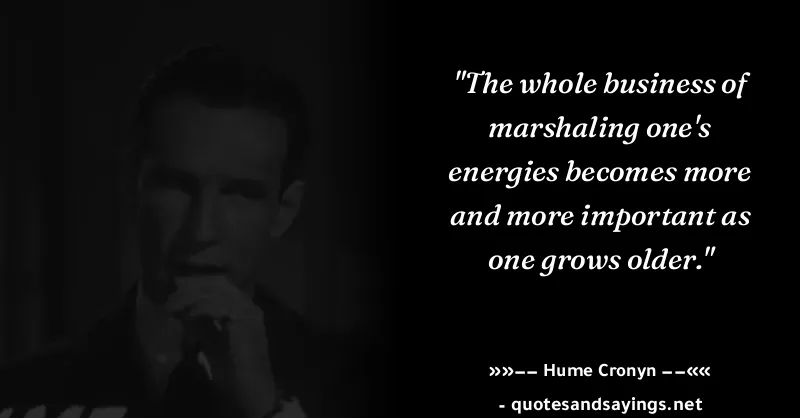 "The whole business of
marshaling one's
energies becomes more
and more important as
one grows older."
»»−− Hume Cronyn −−««
- quotesandsayings.net